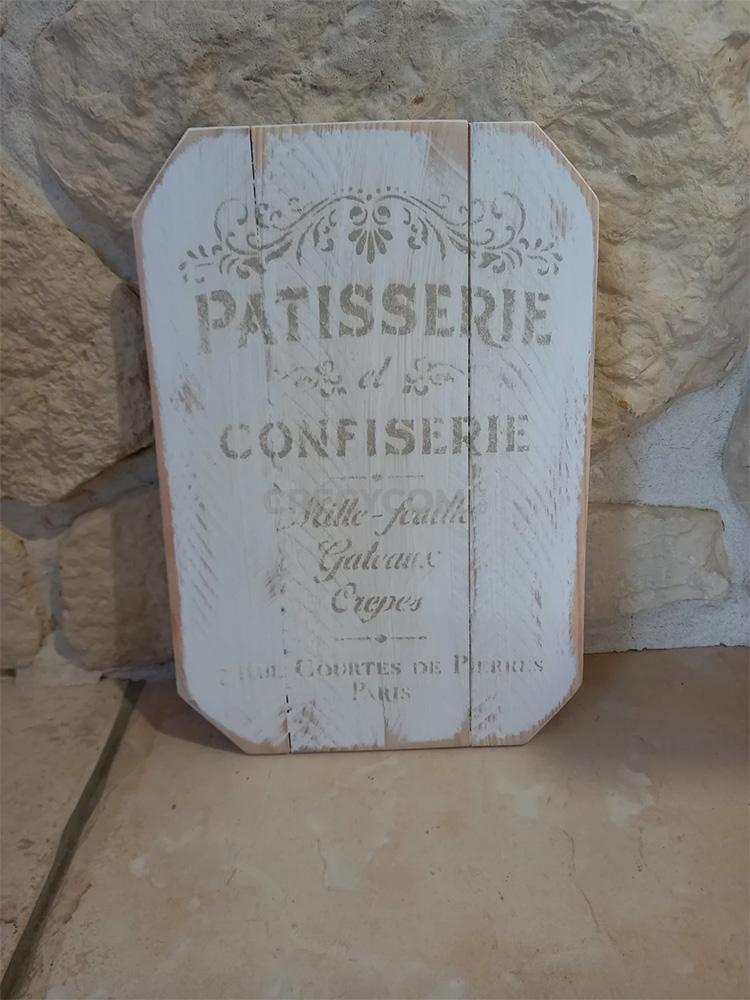 PATISSERIE
et
CONFISERIE
Mille-feuille
Gateaux
Crepes
Rue Courtes de Pierres
Paris